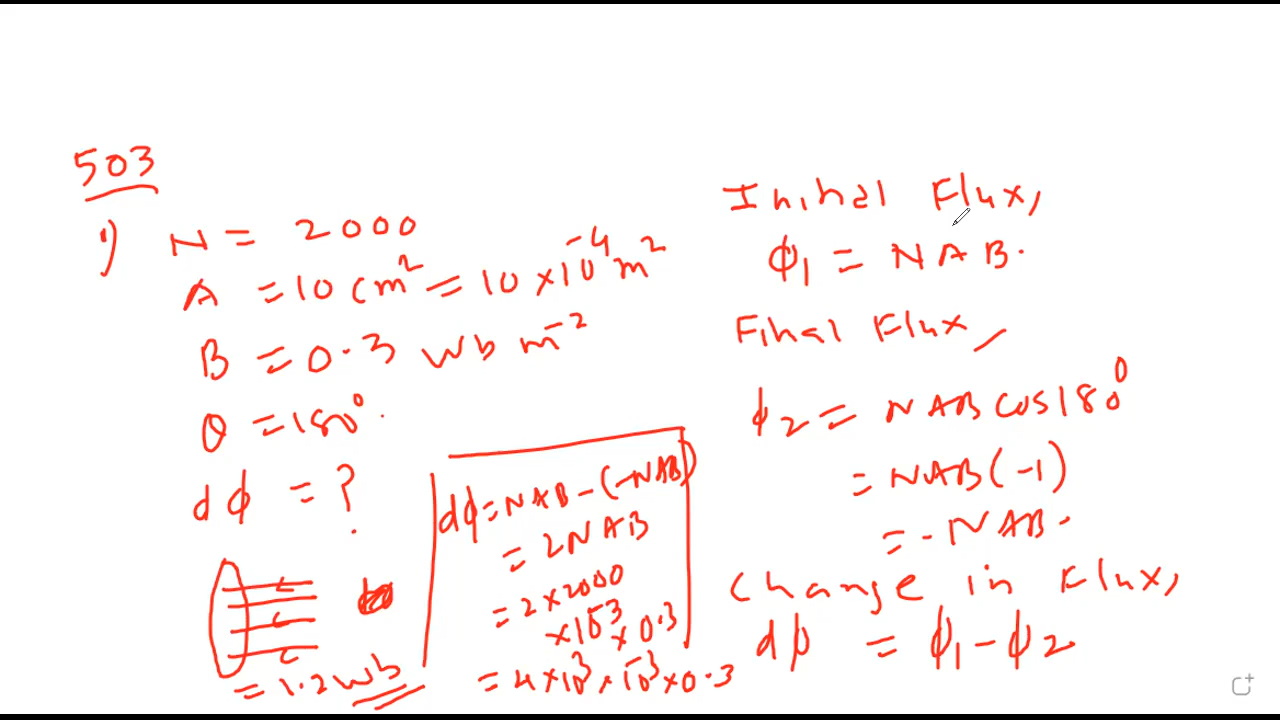 503
1) N = 2000
A = 10 cm² = 10 × 10⁻⁴ m²
B = 0.3 Wb m⁻²
θ = 180°.
dϕ = ?
Initial Flux,
ϕ₁ = NAB.
Final Flux,
ϕ₂ = NAB cos180°
= NAB(-1)
= -NAB.
Change in Flux,
dϕ = ϕ₁ - ϕ₂
dϕ = NAB - (-NAB)
= 2NAB
= 2 × 2000
× 10⁻³ × 0.3
= 4 × 10³ × 10⁻³ × 0.3
= 1.2 Wb